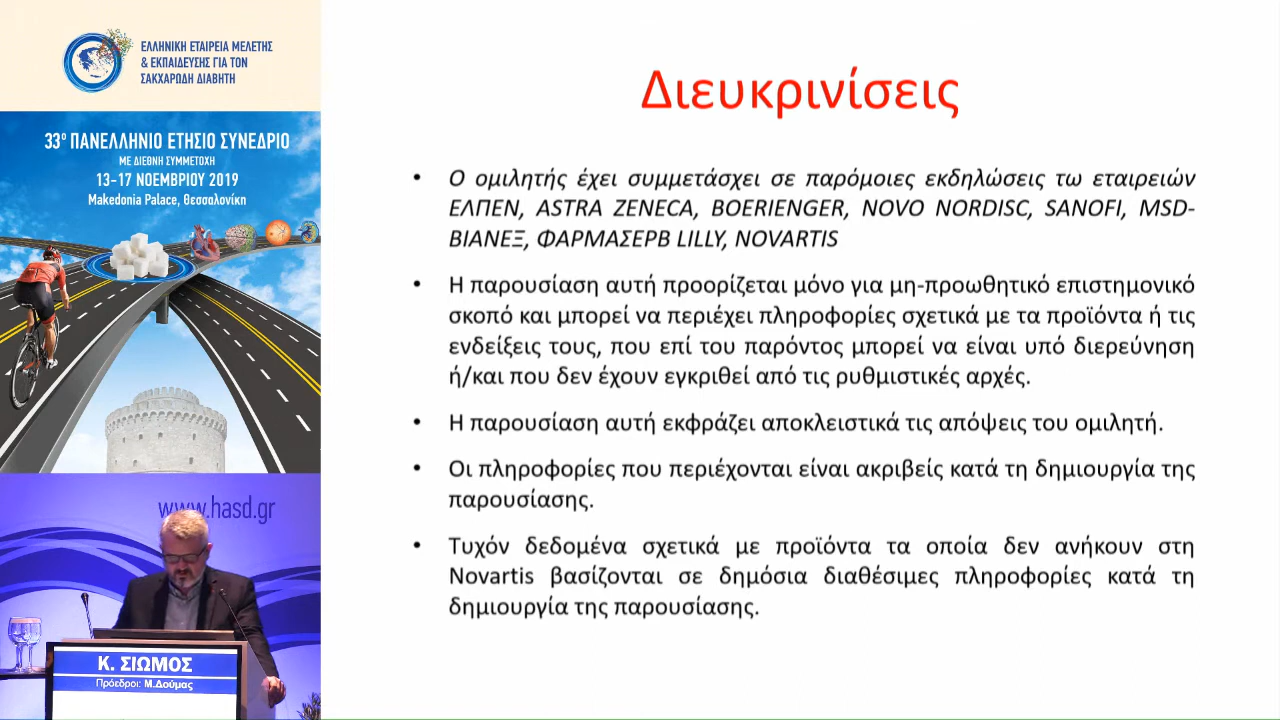 ΕΛΛΗΝΙΚΗ ΕΤΑΙΡΕΙΑ ΜΕΛΕΤΗΣ
& ΕΚΠΑΙΔΕΥΣΗΣ ΓΙΑ ΤΟΝ
ΣΑΚΧΑΡΩΔΗ ΔΙΑΒΗΤΗ
33ο ΠΑΝΕΛΛΗΝΙΟ ΕΤΗΣΙΟ ΣΥΝΕΔΡΙΟ
ΜΕ ΔΙΕΘΝΗ ΣΥΜΜΕΤΟΧΗ
13-17 ΝΟΕΜΒΡΙΟΥ 2019
Makedonia Palace, Θεσσαλονίκη
www.hasd.gr
Κ. ΣΙΩΜΟΣ
Πρόεδροι: Μ.Δούμας
Διευκρινίσεις
• Ο ομιλητής έχει συμμετάσχει σε παρόμοιες εκδηλώσεις τω εταιρειών
ΕΛΠΕΝ, ASTRA ZENECA, BOERIENGER, NOVO NORDISC, SANOFI, MSD-
ΒΙΑΝΕΞ, ΦΑΡΜΑΣΕΡΒ LILLY, NOVARTIS
• Η παρουσίαση αυτή προορίζεται μόνο για μη-προωθητικό επιστημονικό
σκοπό και μπορεί να περιέχει πληροφορίες σχετικά με τα προϊόντα ή τις
ενδείξεις τους, που επί του παρόντος μπορεί να είναι υπό διερεύνηση
ή/και που δεν έχουν εγκριθεί από τις ρυθμιστικές αρχές.
• Η παρουσίαση αυτή εκφράζει αποκλειστικά τις απόψεις του ομιλητή.
• Οι πληροφορίες που περιέχονται είναι ακριβείς κατά τη δημιουργία της
παρουσίασης.
• Τυχόν δεδομένα σχετικά με προϊόντα τα οποία δεν ανήκουν στη
Novartis βασίζονται σε δημόσια διαθέσιμες πληροφορίες κατά τη
δημιουργία της παρουσίασης.